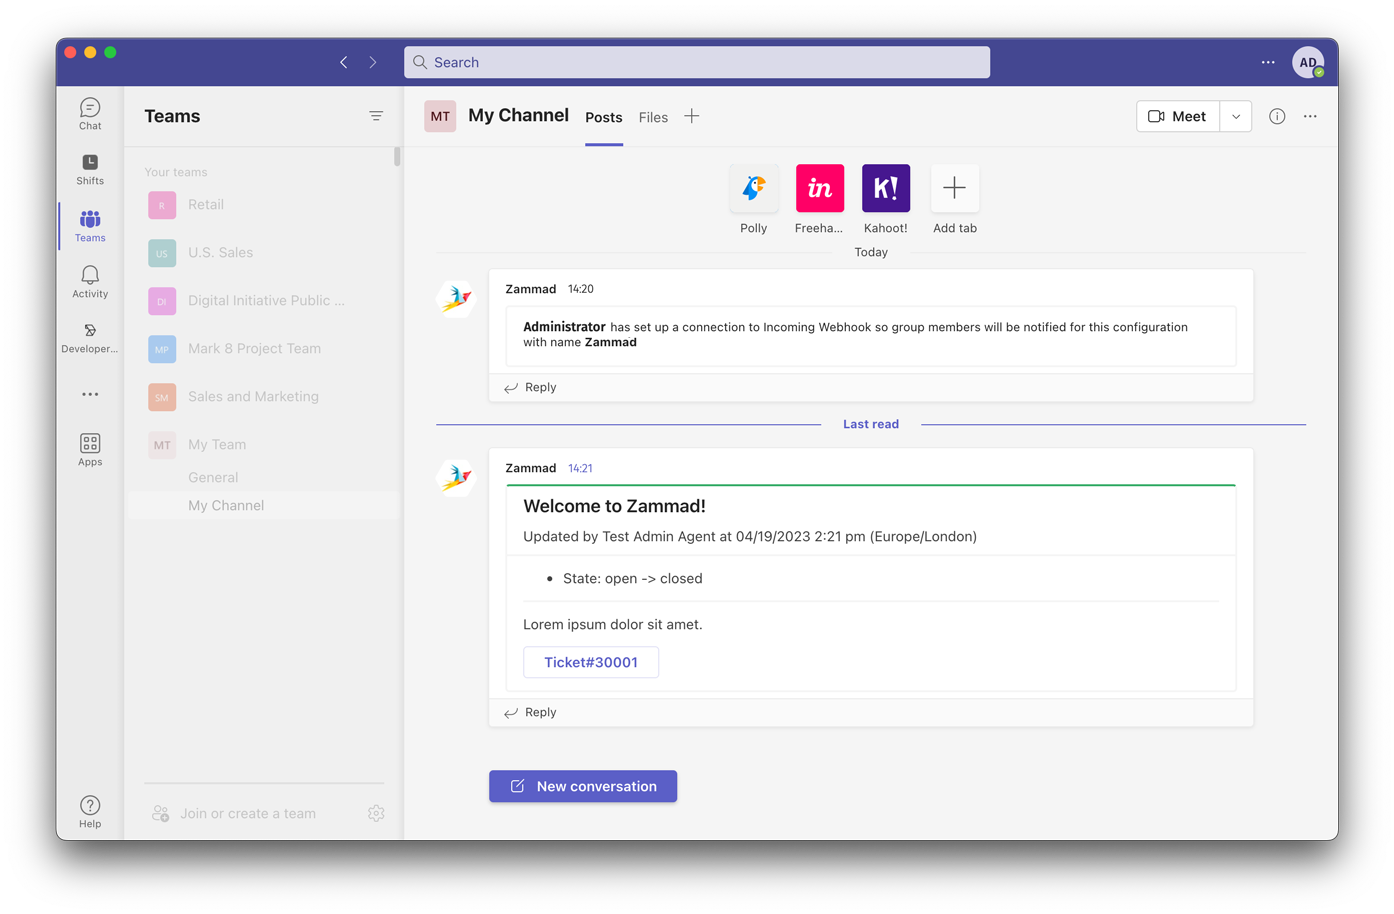 Search
AD
Chat
Shifts
Teams
Activity
Developer...
Apps
Help
Teams
Your teams
R Retail
US U.S. Sales
DI Digital Initiative Public ...
MP Mark 8 Project Team
SM Sales and Marketing
MT My Team
General
My Channel
Join or create a team
MT My Channel Posts Files
Meet
in
K!
Polly Freeha... Kahoot! Add tab
Today
Zammad 14:20
Administrator has set up a connection to Incoming Webhook so group members will be notified for this configuration
with name Zammad
Reply
Last read
Zammad 14:21
Welcome to Zammad!
Updated by Test Admin Agent at 04/19/2023 2:21 pm (Europe/London)
• State: open -> closed
Lorem ipsum dolor sit amet.
Ticket#30001
Reply
New conversation